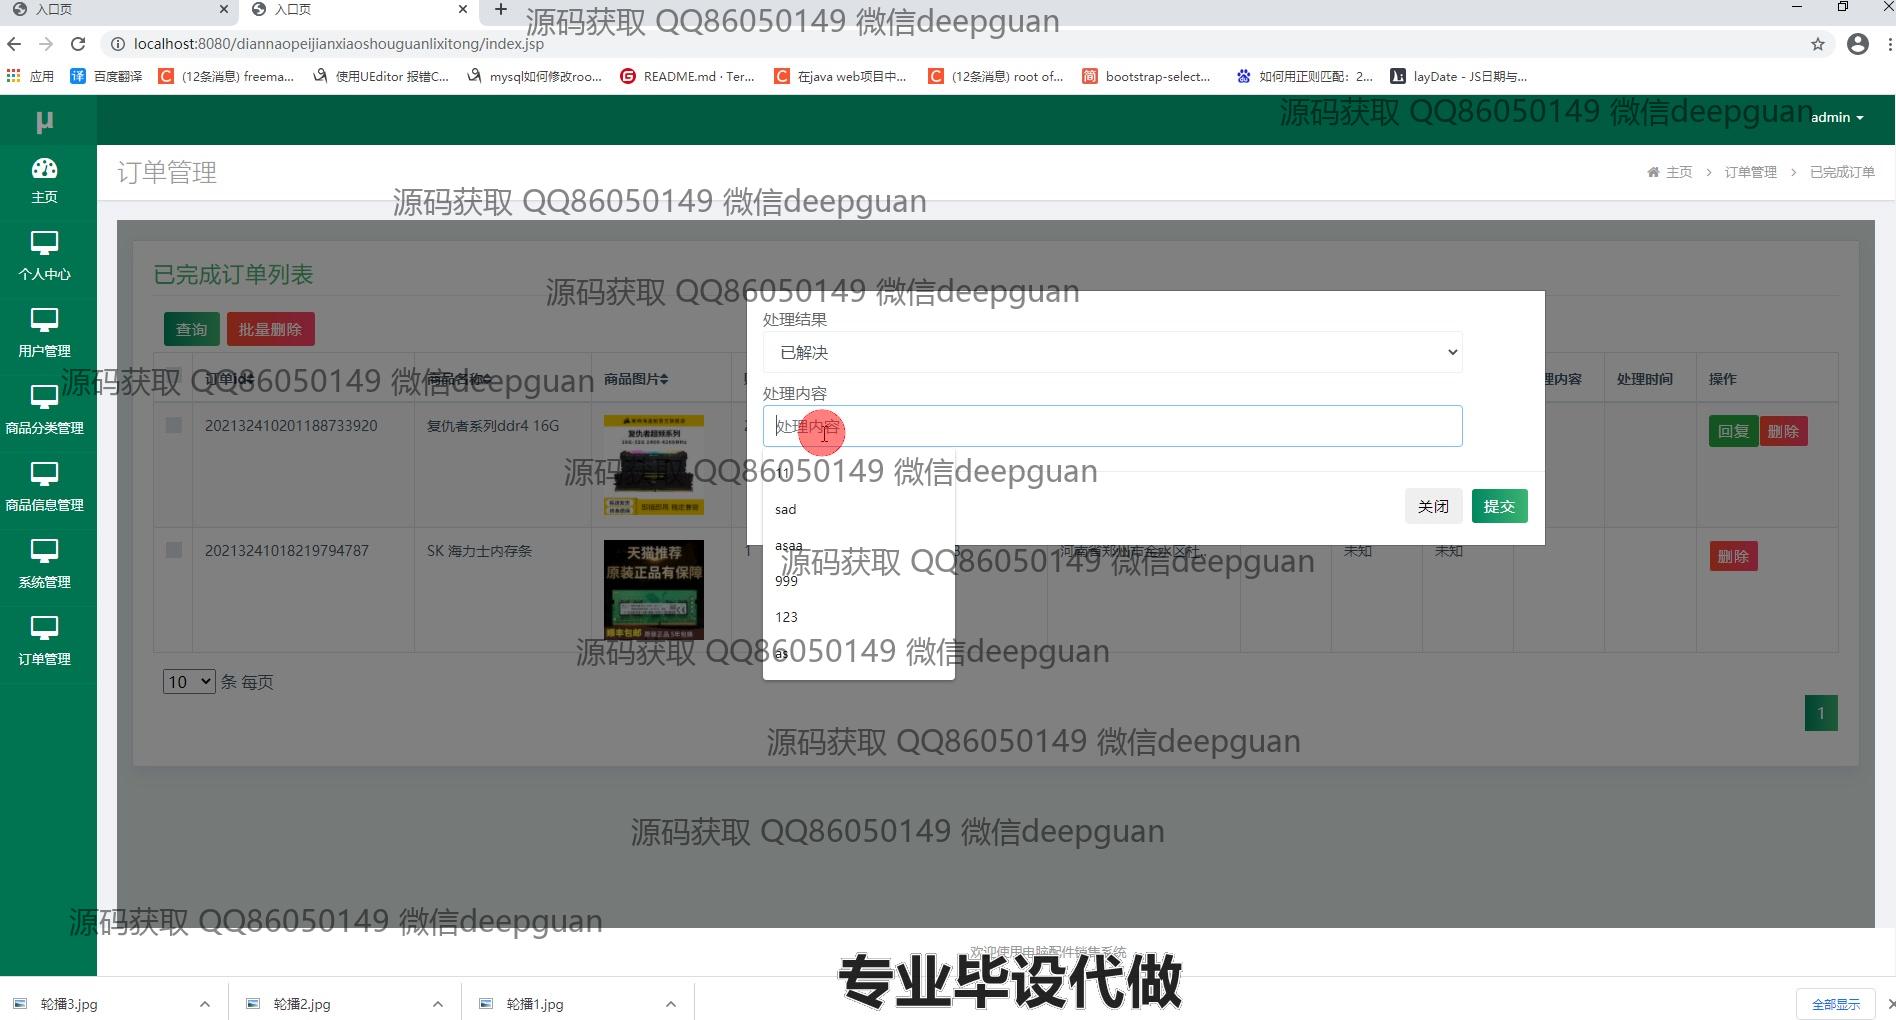 入口页
入口页
源码获取 QQ86050149 微信deepguan
localhost:8080/diannaopeijianxiaoshouguanlixitong/index.jsp
应用
百度翻译
(12条消息) freema...
使用UEditor 报错C...
mysql如何修改roo...
README.md · Ter...
在java web项目中...
(12条消息) root of...
bootstrap-select...
如何用正则匹配：2...
layDate - JS日期与...
µ
源码获取 QQ86050149 微信deepguan
admin
主页
个人中心
用户管理
商品分类管理
商品信息管理
系统管理
订单管理
订单管理
主页 > 订单管理 > 已完成订单
源码获取 QQ86050149 微信deepguan
已完成订单列表
源码获取 QQ86050149 微信deepguan
查询 批量删除
源码获取 QQ86050149 微信deepguan
订单id 商品名称 商品图片 处理时间 操作
202132410201188733920 复仇者系列ddr4 16G
复仇者超频系列
回复 删除
20213241018219794787 SK 海力士内存条
天猫推荐
原装正品有保障
顺丰包邮
1
未知 未知
删除
处理结果
已解决
处理内容
处理内容
源码获取 QQ86050149 微信deepguan
11
sad
asaa
999
123
as
关闭 提交
源码获取 QQ86050149 微信deepguan
源码获取 QQ86050149 微信deepguan
10 条 每页
1
源码获取 QQ86050149 微信deepguan
源码获取 QQ86050149 微信deepguan
源码获取 QQ86050149 微信deepguan
欢迎使用电脑配件销售系统
专业毕设代做
轮播3.jpg
轮播2.jpg
轮播1.jpg
全部显示